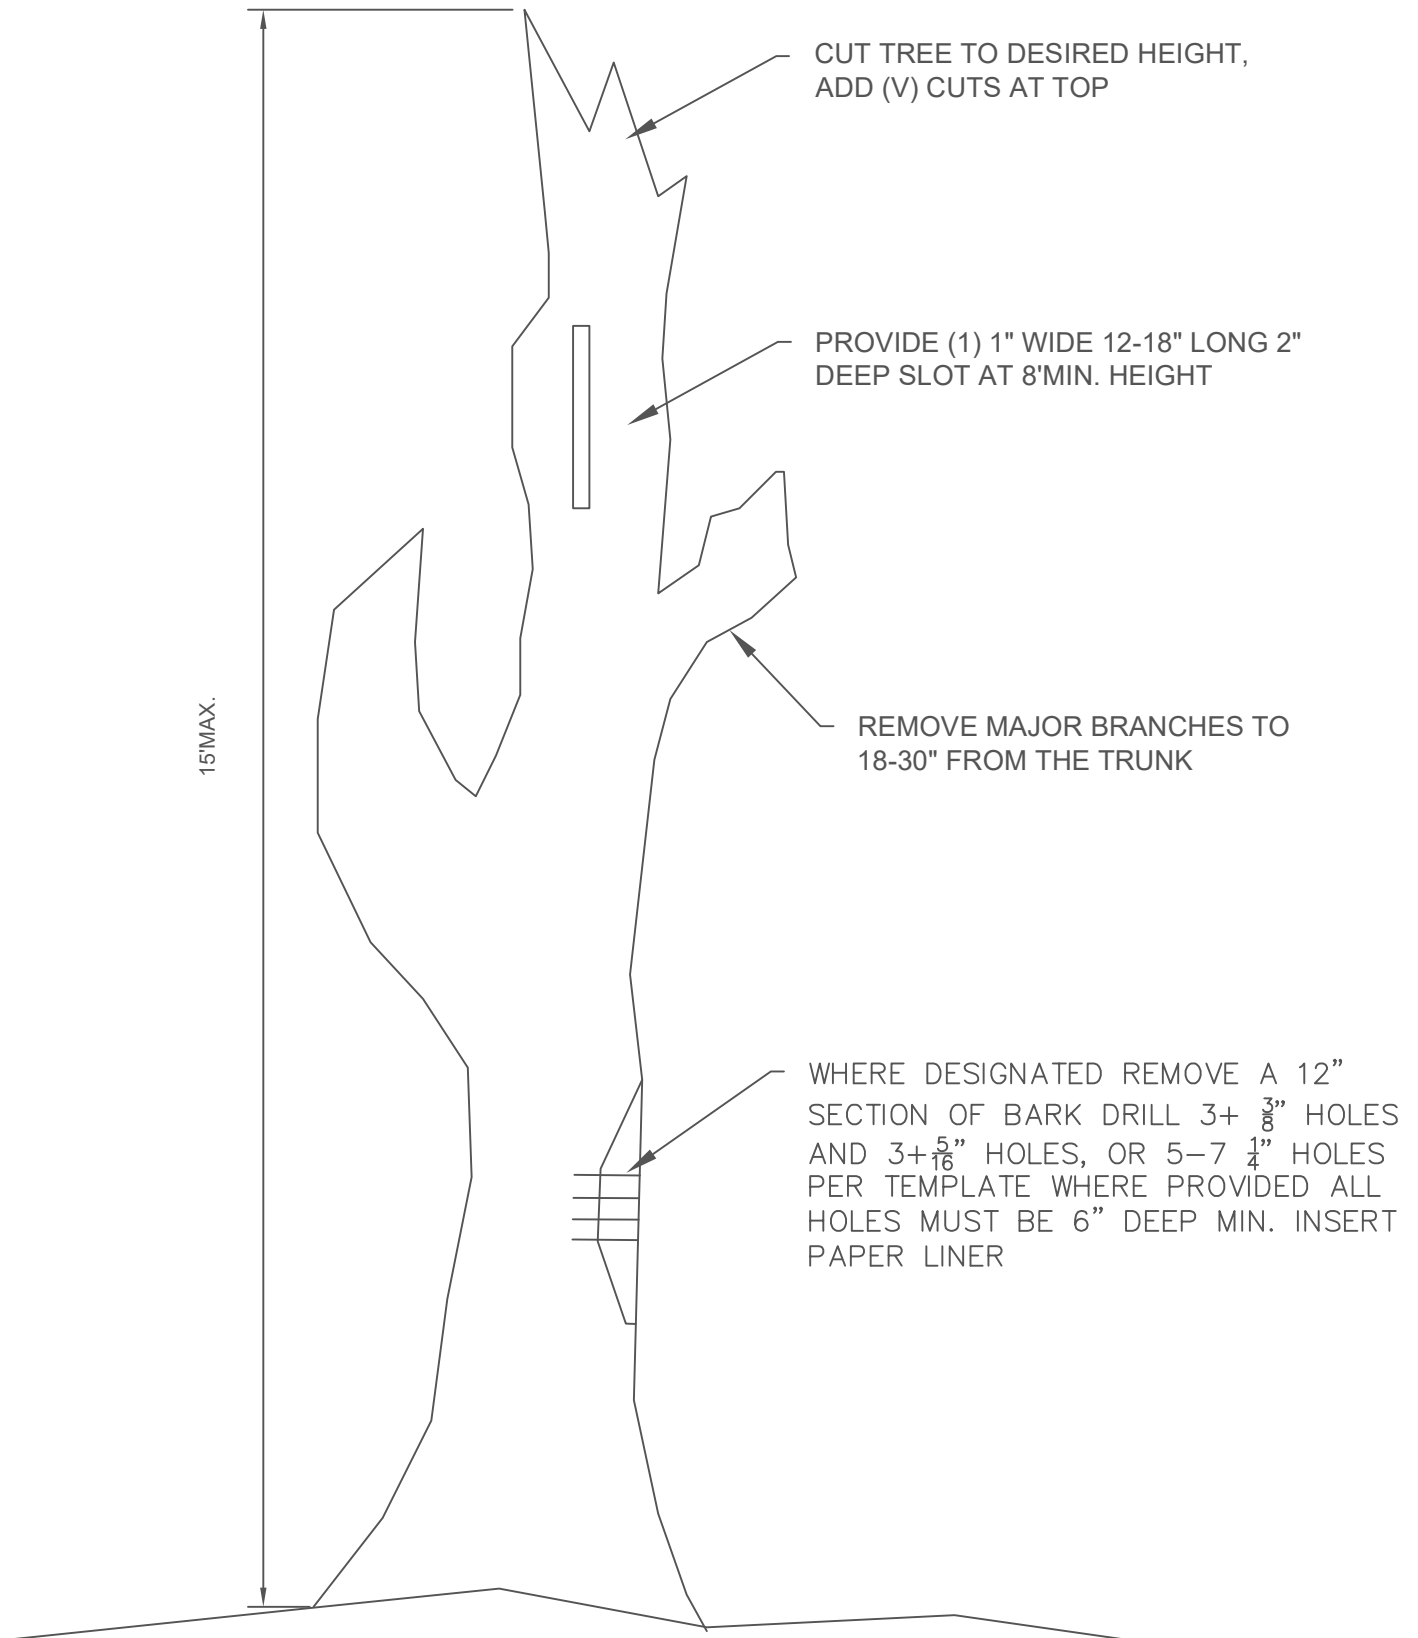 CUT TREE TO DESIRED HEIGHT,
ADD (V) CUTS AT TOP
PROVIDE (1) 1" WIDE 12-18" LONG 2"
DEEP SLOT AT 8'MIN. HEIGHT
15'MAX.
REMOVE MAJOR BRANCHES TO
18-30" FROM THE TRUNK
WHERE DESIGNATED REMOVE A 12”
SECTION OF BARK DRILL 3+ 3/8” HOLES
AND 3+5/16” HOLES, OR 5-7 1/4” HOLES
PER TEMPLATE WHERE PROVIDED ALL
HOLES MUST BE 6” DEEP MIN. INSERT
PAPER LINER